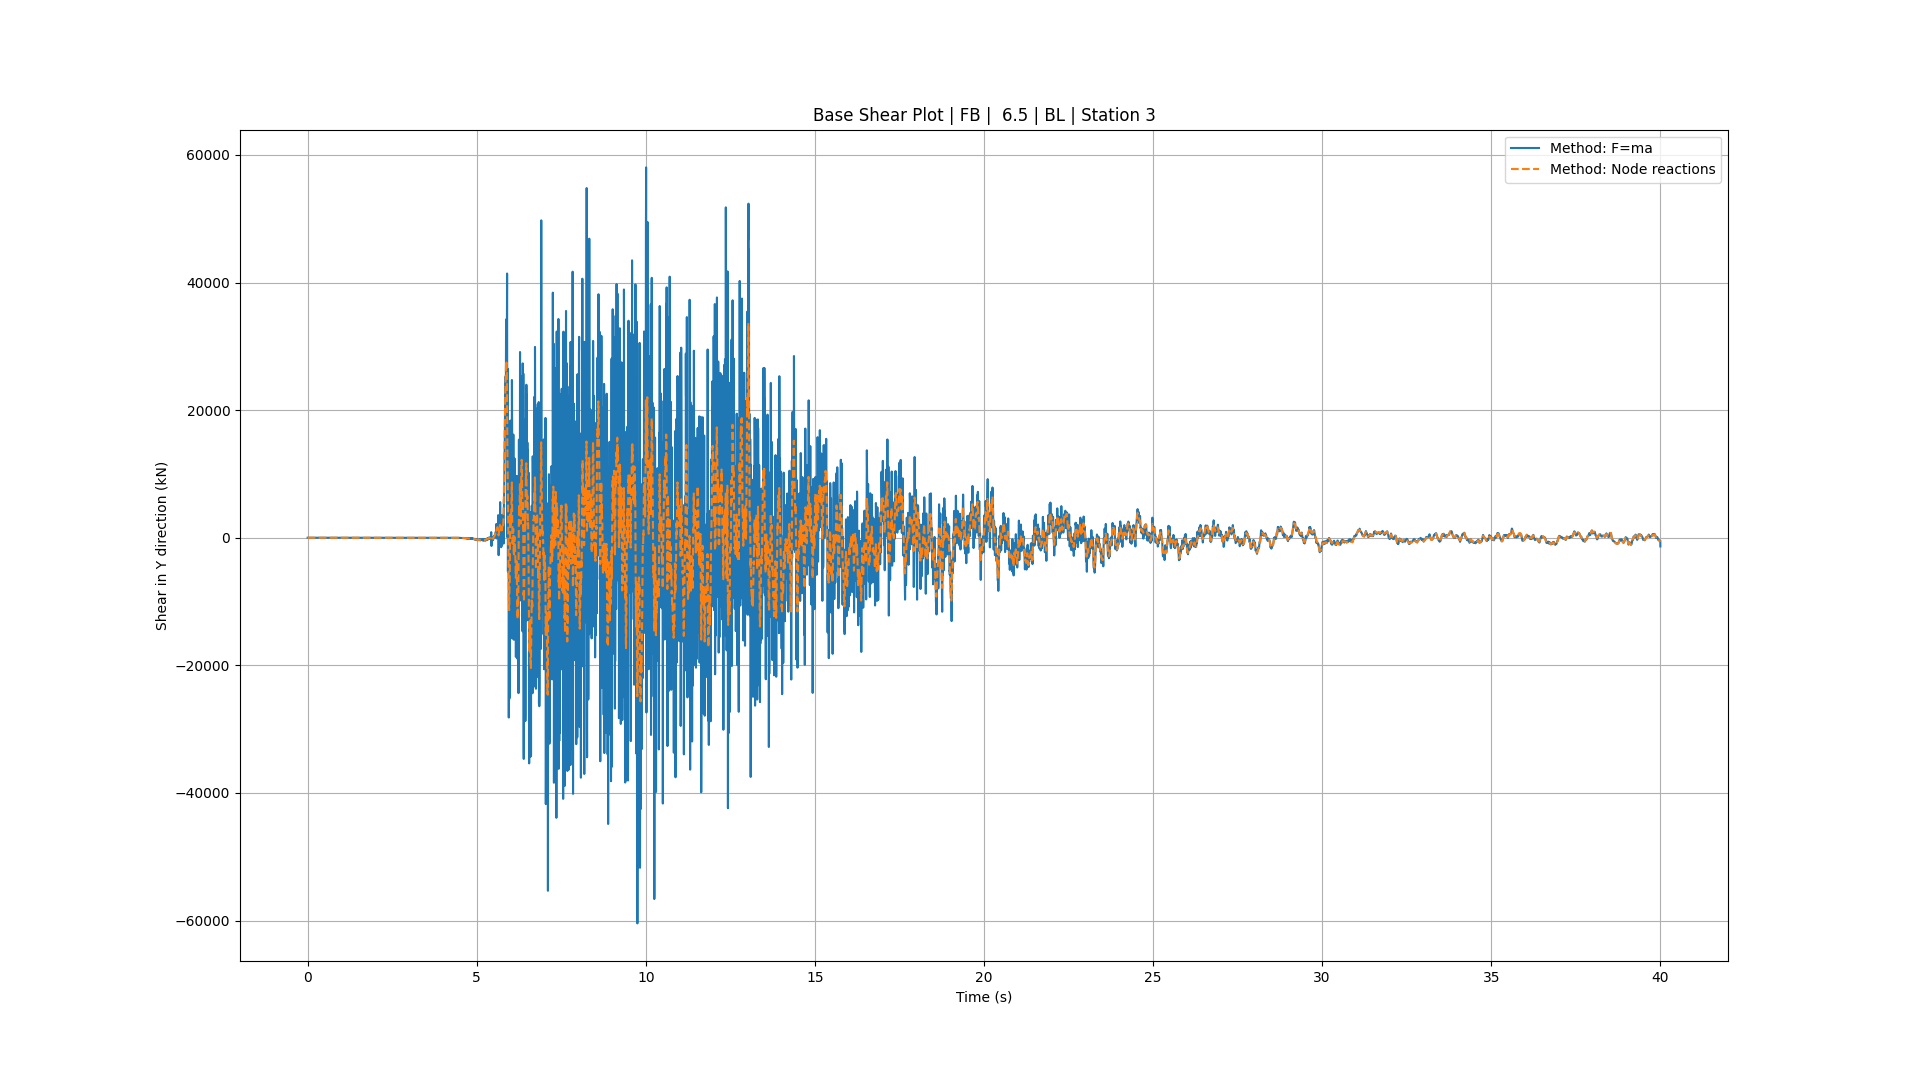 Base Shear Plot | FB |  6.5 | BL | Station 3
Method: F=ma
Method: Node reactions
60000
40000
20000
0
−20000
−40000
−60000
Shear in Y direction (kN)
0 5 10 15 20 25 30 35 40
Time (s)